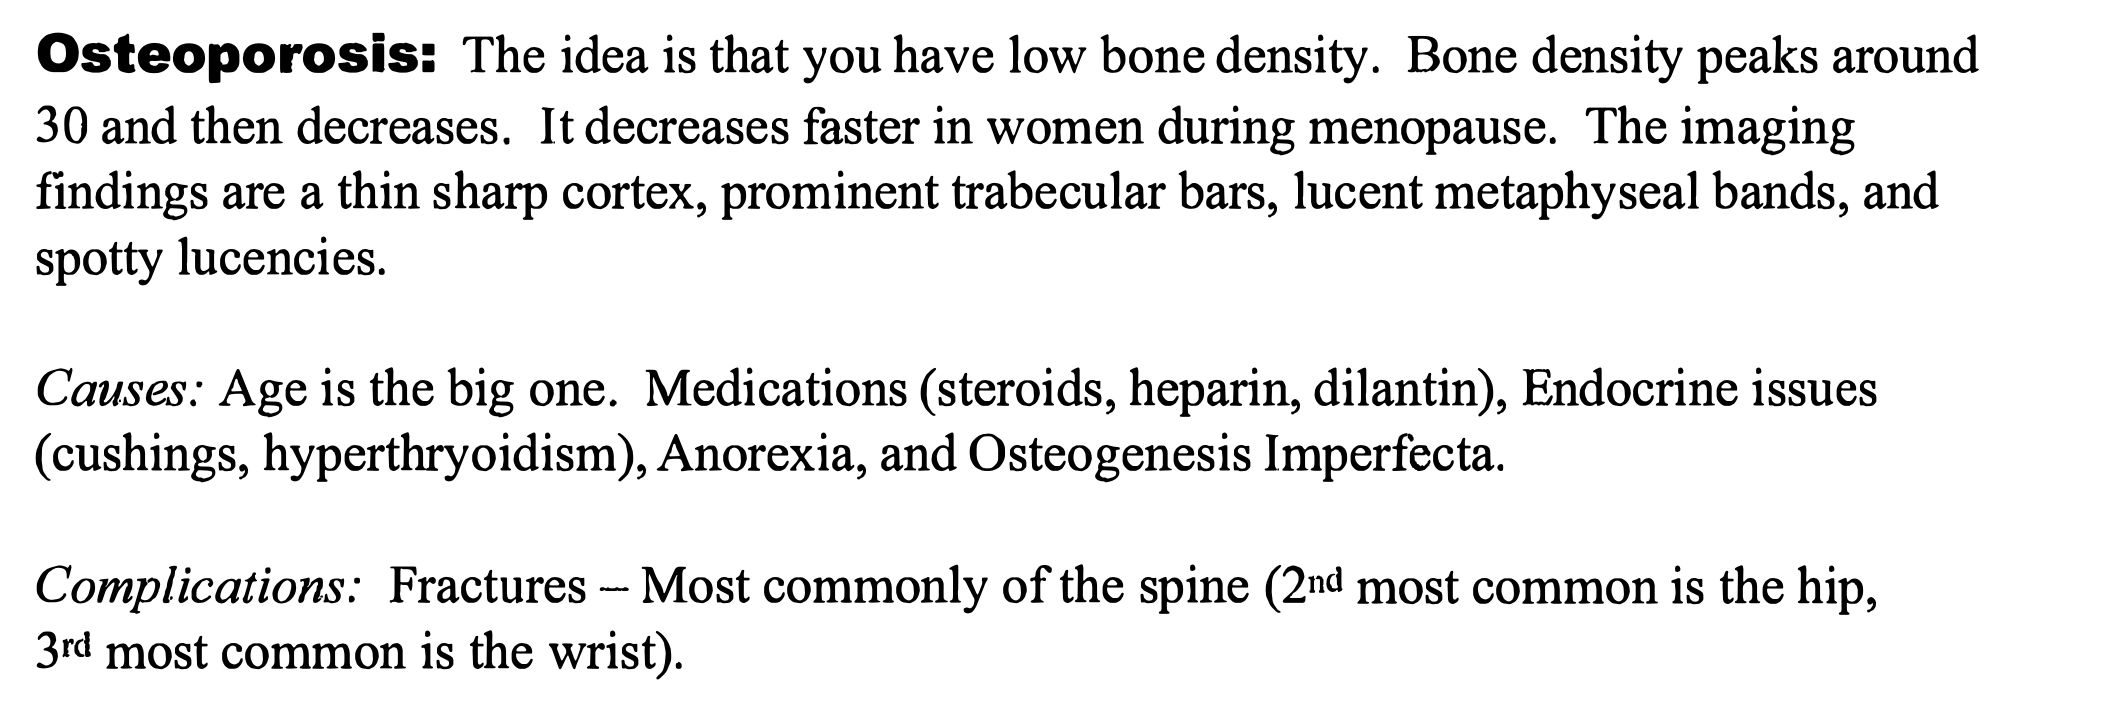 Osteoporosis: The idea is that you have low bone density. Bone density peaks around
30 and then decreases. It decreases faster in women during menopause. The imaging
findings are a thin sharp cortex, prominent trabecular bars, lucent metaphyseal bands, and
spotty lucencies.
Causes: Age is the big one. Medications (steroids, heparin, dilantin), Endocrine issues
(cushings, hyperthryoidism), Anorexia, and Osteogenesis Imperfecta.
Complications: Fractures – Most commonly of the spine (2nd most common is the hip,
3rd most common is the wrist).